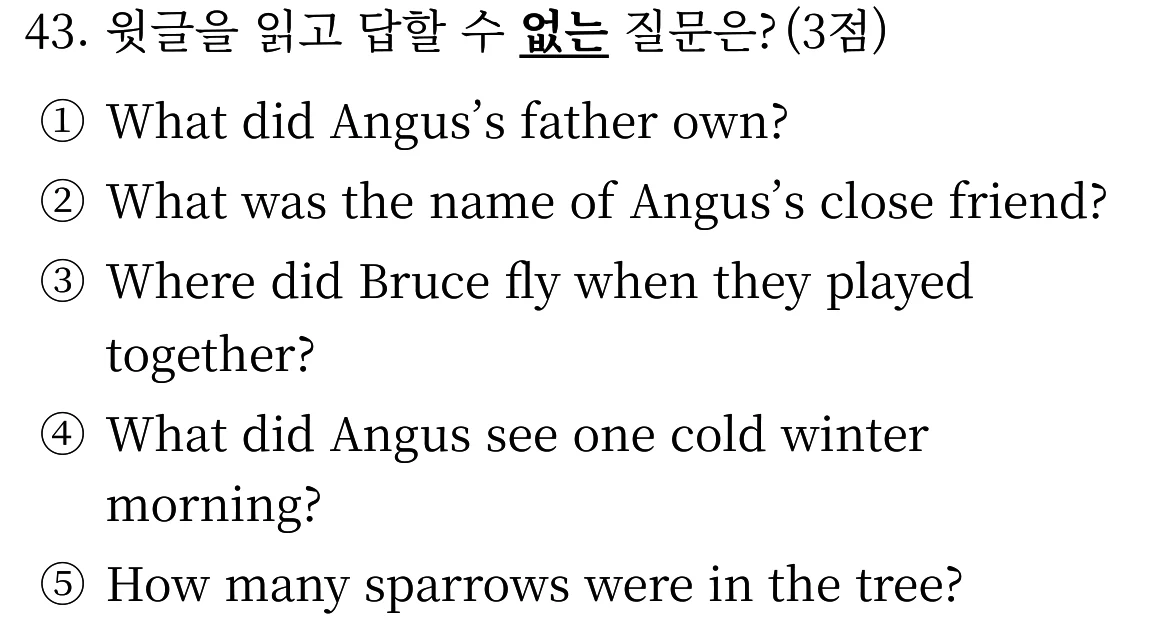 43. 윗글을 읽고 답할 수 없는 질문은?(3점)
① What did Angus’s father own?
② What was the name of Angus’s close friend?
③ Where did Bruce fly when they played
together?
④ What did Angus see one cold winter
morning?
⑤ How many sparrows were in the tree?